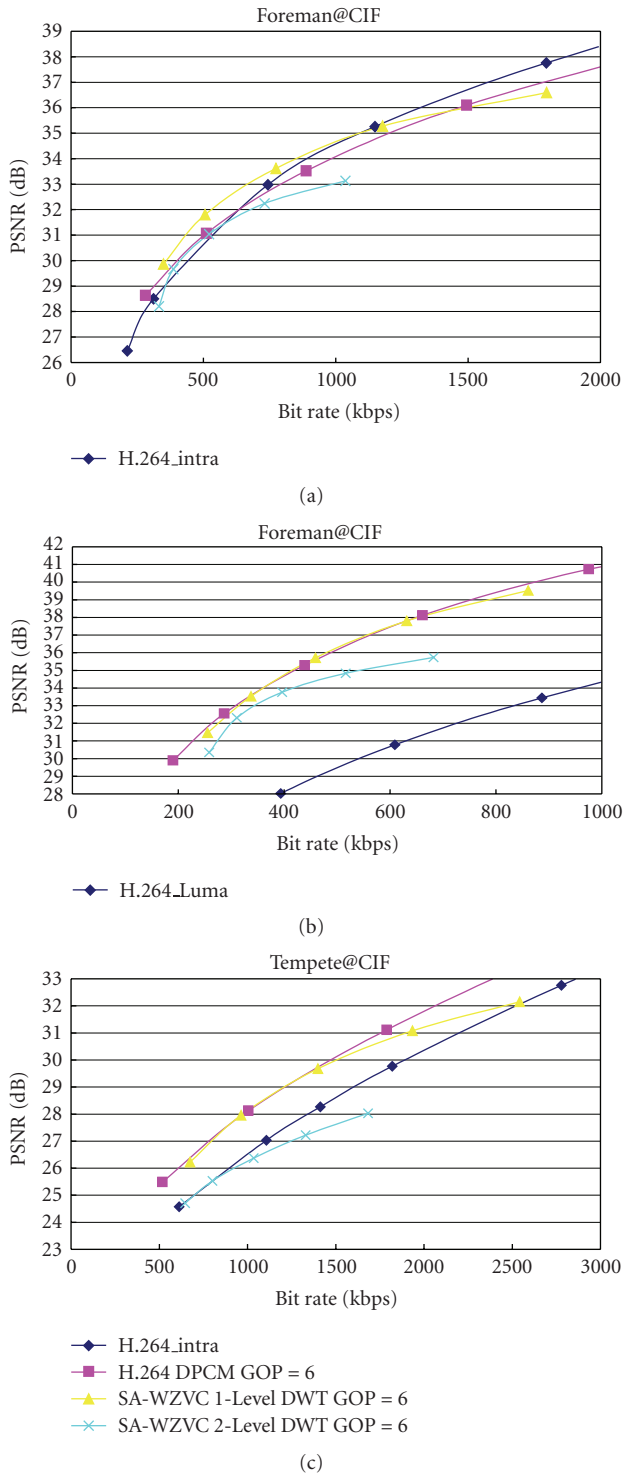 Foreman@CIF
39
38
37
36
35
34
33
32
31
30
29
28
27
26
PSNR (dB)
0 500 1000 1500 2000
Bit rate (kbps)
H.264_intra
(a)
Foreman@CIF
42
41
40
39
38
37
36
35
34
33
32
31
30
29
28
PSNR (dB)
0 200 400 600 800 1000
Bit rate (kbps)
H.264_Luma
(b)
Tempete@CIF
33
32
31
30
29
28
27
26
25
24
23
PSNR (dB)
0 500 1000 1500 2000 2500 3000
Bit rate (kbps)
H.264_intra
H.264 DPCM GOP = 6
SA-WZVC 1-Level DWT GOP = 6
SA-WZVC 2-Level DWT GOP = 6
(c)